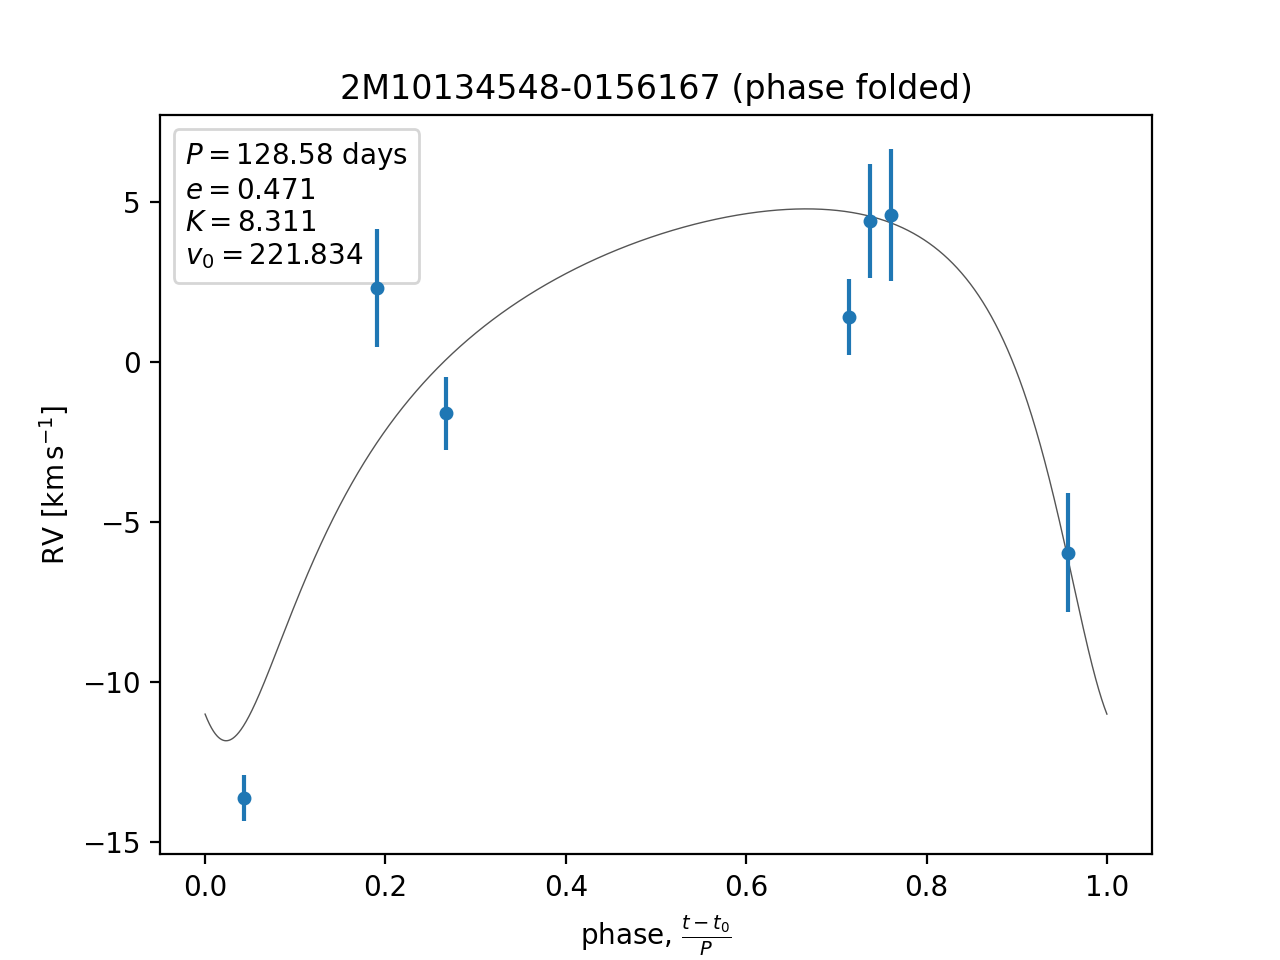 2M10134548-0156167 (phase folded)
P = 128.58 days
e = 0.471
K = 8.311
v₀ = 221.834
5
0
−5
−10
−15
RV [km s⁻¹]
0.0 0.2 0.4 0.6 0.8 1.0
phase, (t − t₀)/P